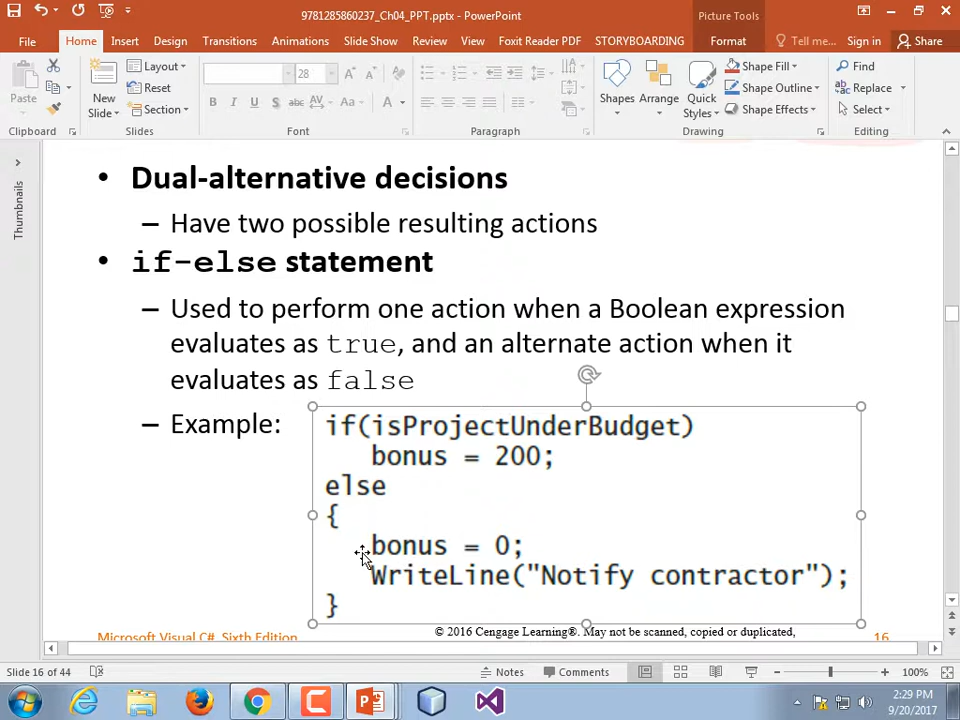 9781285860237_Ch04_PPT.pptx - PowerPoint
Picture Tools
File Home Insert Design Transitions Animations Slide Show Review View Foxit Reader PDF STORYBOARDING Format Tell me... Sign in Share
Paste
New
Slide
Layout
Reset
Section
28
B I U S abc AV Aa A
Shapes
Arrange
Quick
Styles
Shape Fill
Shape Outline
Shape Effects
Find
Replace
Select
Clipboard Slides Font Paragraph Drawing Editing
Thumbnails
• Dual-alternative decisions
– Have two possible resulting actions
• if-else statement
– Used to perform one action when a Boolean expression
evaluates as true, and an alternate action when it
evaluates as false
– Example:
if(isProjectUnderBudget)
bonus = 200;
else
{
bonus = 0;
WriteLine("Notify contractor");
}
Microsoft Visual C#, Sixth Edition
© 2016 Cengage Learning®. May not be scanned, copied or duplicated,
16
Slide 16 of 44
Notes
Comments
100%
2:29 PM
9/20/2017